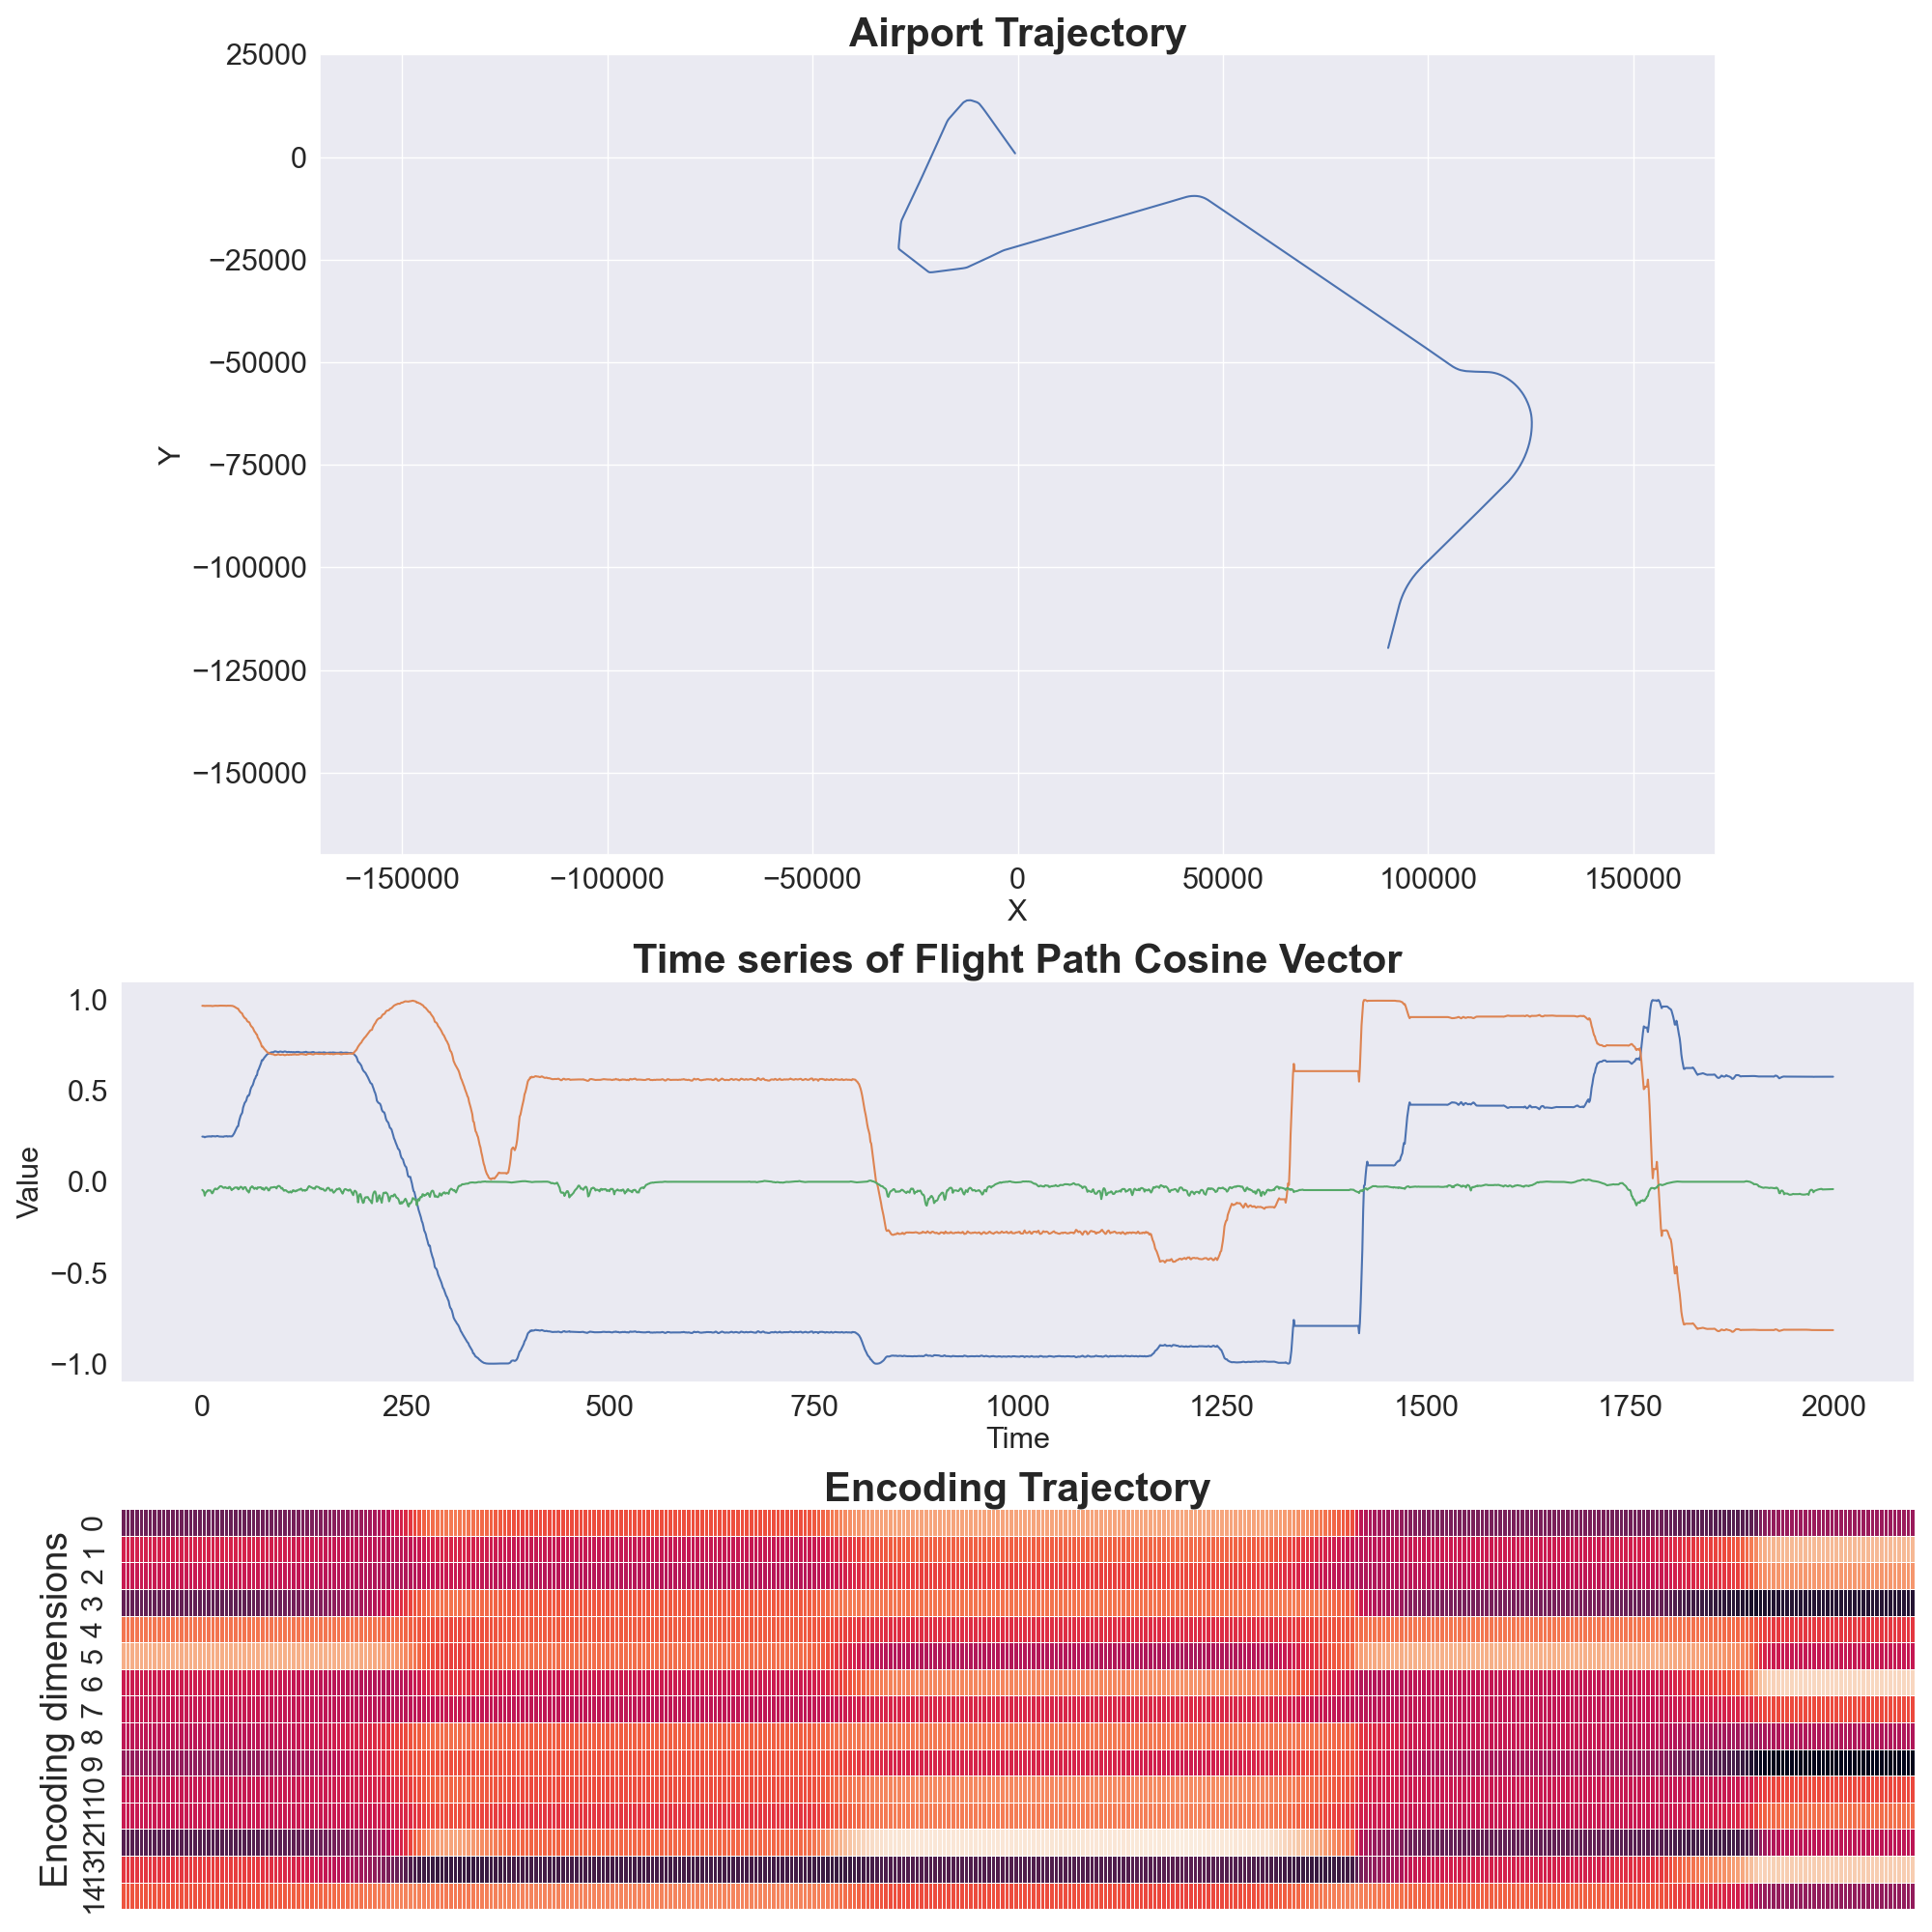 Airport Trajectory
25000
0
−25000
−50000
−75000
−100000
−125000
−150000
Y
−150000 −100000 −50000 0 50000 100000 150000
X
Time series of Flight Path Cosine Vector
1.0
0.5
0.0
−0.5
−1.0
Value
0 250 500 750 1000 1250 1500 1750 2000
Time
Encoding Trajectory
Encoding dimensions
0
1
2
3
4
5
6
7
8
9
10
11
12
13
14